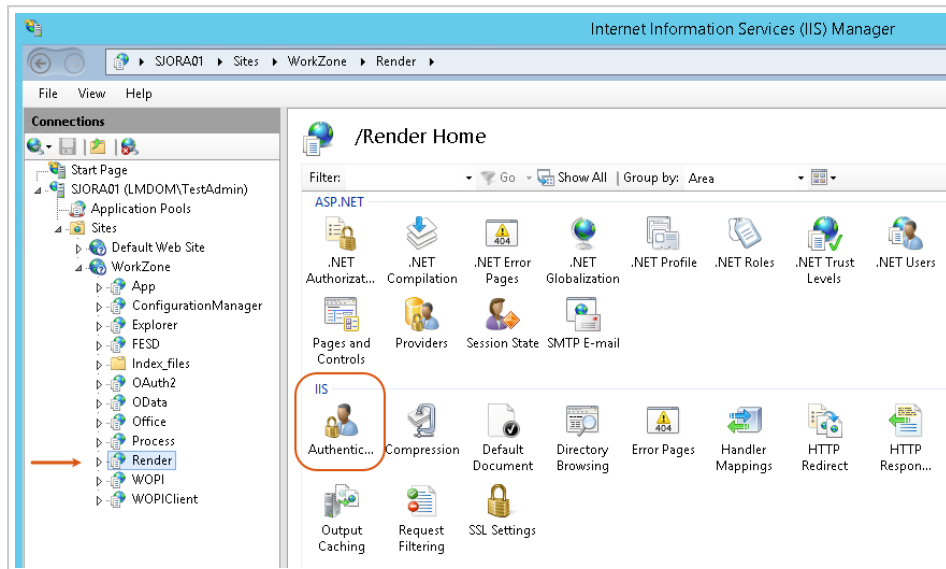 Internet Information Services (IIS) Manager
SJORA01 Sites WorkZone Render
File View Help
Connections
Start Page
SJORA01 (LMDOM\TestAdmin)
Application Pools
Sites
Default Web Site
WorkZone
App
ConfigurationManager
Explorer
FESD
Index_files
OAuth2
OData
Office
Process
Render
WOPI
WOPIClient
/Render Home
Filter: Go Show All Group by: Area
ASP.NET
404
.NET .NET .NET Error .NET .NET Profile .NET Roles .NET Trust .NET Users
Authorizat... Compilation Pages Globalization Levels
Pages and Providers Session State SMTP E-mail
Controls
IIS
404
Authentic... Compression Default Directory Error Pages Handler HTTP HTTP
Document Browsing Mappings Redirect Respon...
Output Request SSL Settings
Caching Filtering